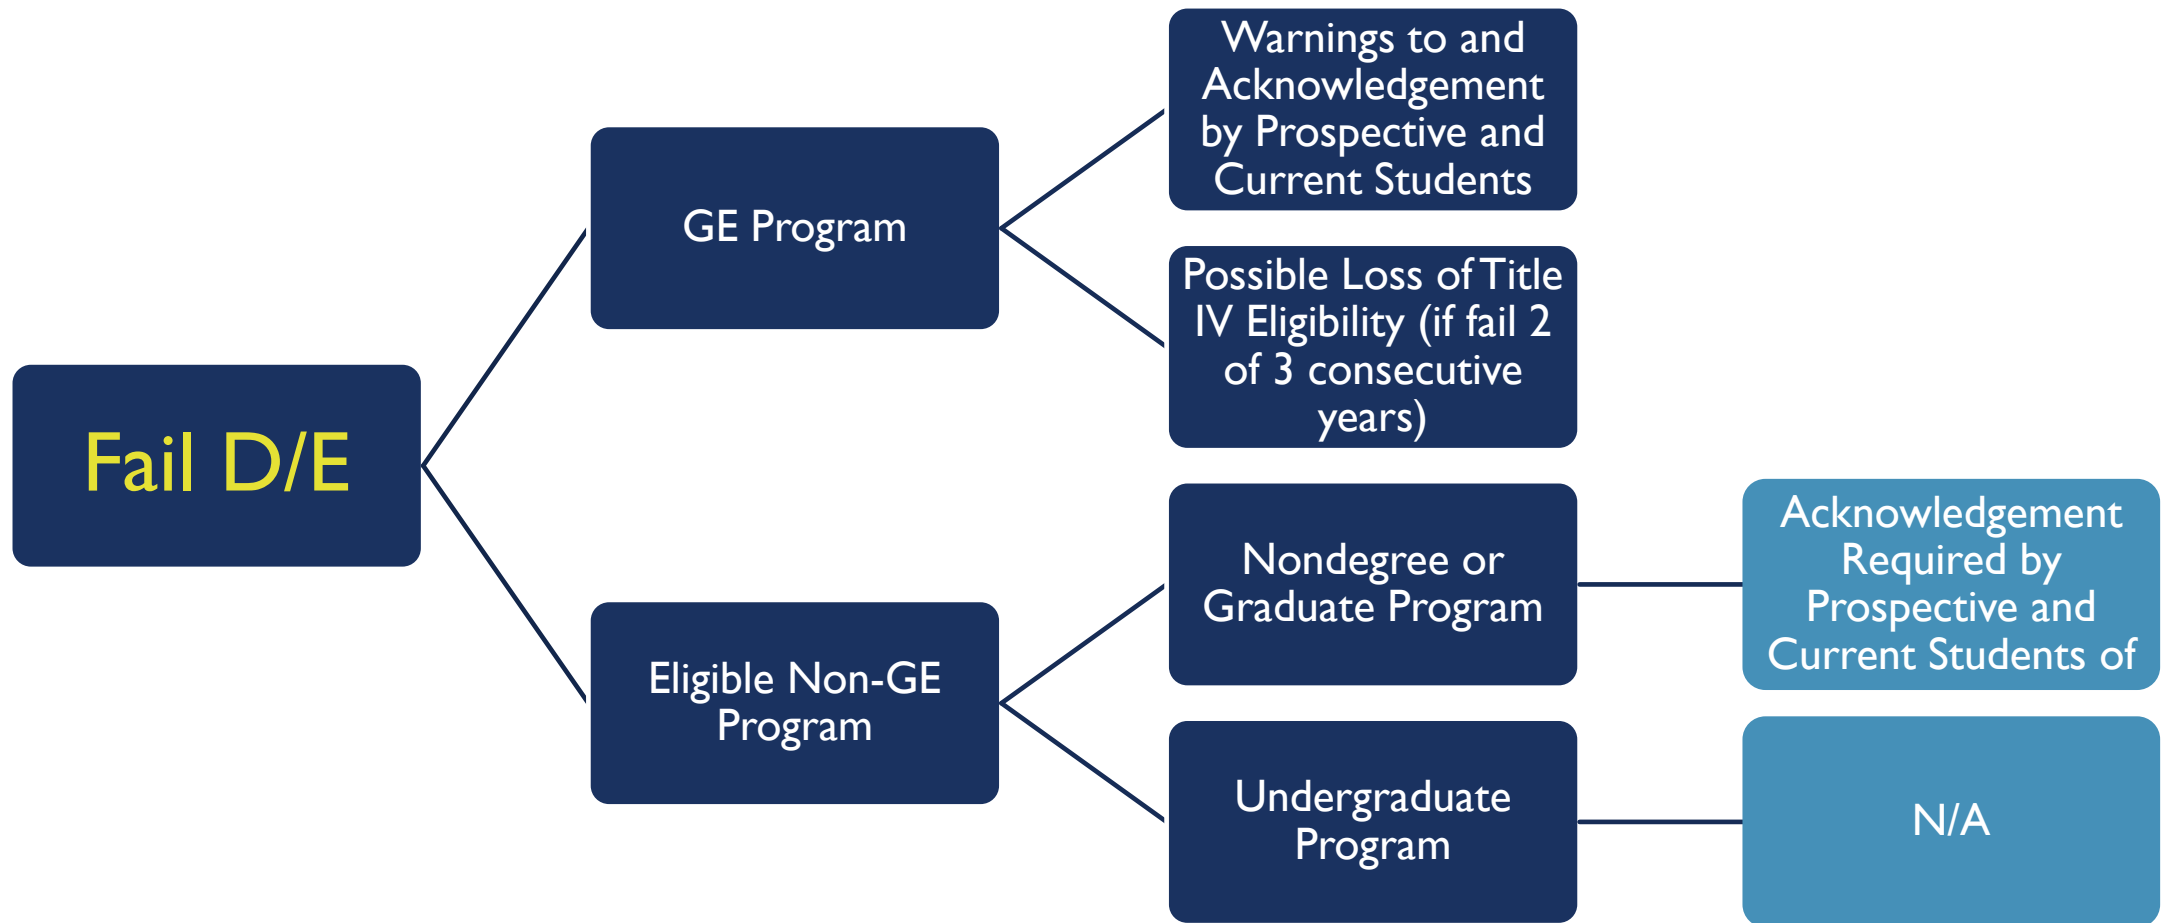 Fail D/E
GE Program
Warnings to and
Acknowledgement
by Prospective and
Current Students
Possible Loss of Title
IV Eligibility (if fail 2
of 3 consecutive
years)
Eligible Non-GE
Program
Nondegree or
Graduate Program
Acknowledgement
Required by
Prospective and
Current Students of
Undergraduate
Program
N/A